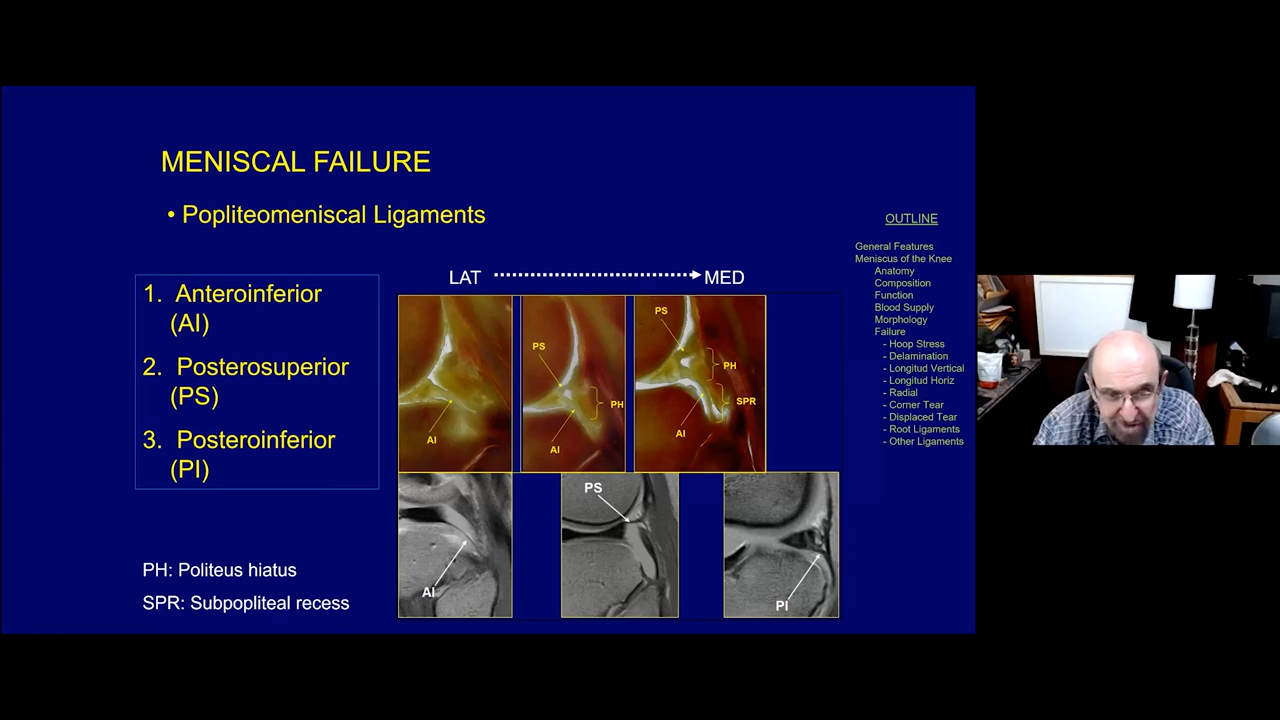 MENISCAL FAILURE
• Popliteomeniscal Ligaments
1. Anteroinferior
(AI)
2. Posterosuperior
(PS)
3. Posteroinferior
(PI)
PH: Politeus hiatus
SPR: Subpopliteal recess
LAT
MED
AI
PS
PH
AI
PS
PH
SPR
AI
AI
PS
PI
OUTLINE
General Features
Meniscus of the Knee
Anatomy
Composition
Function
Blood Supply
Morphology
Failure
- Hoop Stress
- Delamination
- Longitud Vertical
- Longitud Horiz
- Radial
- Corner Tear
- Displaced Tear
- Root Ligaments
- Other Ligaments